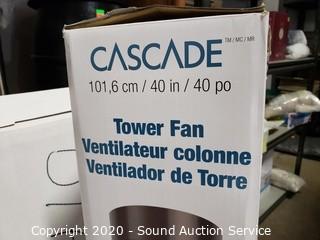 CASCADE TM / MC / MR
101,6 cm / 40 in / 40 po
Tower Fan
Ventilateur colonne
Ventilador de Torre
Copyright 2020 - Sound Auction Service